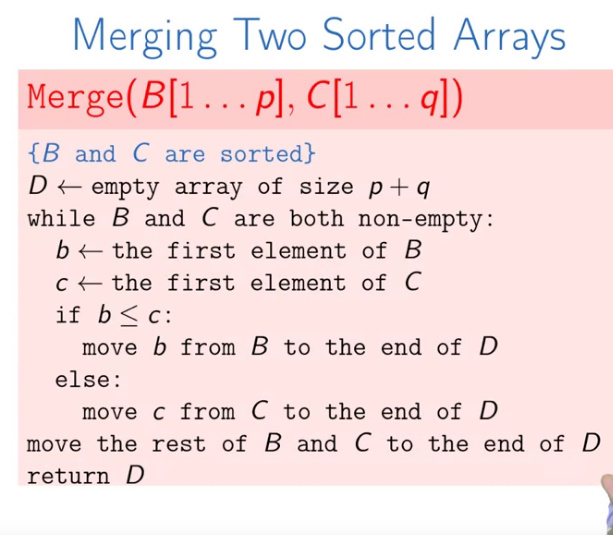 Merging Two Sorted Arrays
Merge(B[1 . . . p], C[1 . . . q])
{B and C are sorted}
D ← empty array of size p + q
while B and C are both non-empty:
b ← the first element of B
c ← the first element of C
if b ≤ c:
move b from B to the end of D
else:
move c from C to the end of D
move the rest of B and C to the end of D
return D